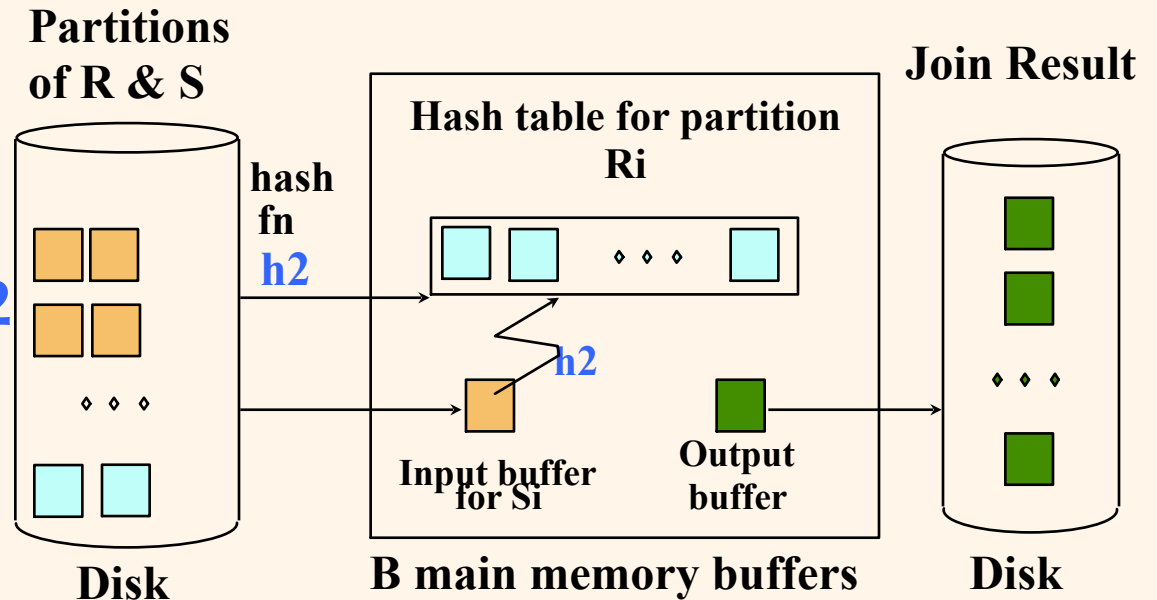 Partitions
of R & S
Join Result
Hash table for partition
Ri
hash
fn
h2
2
h2
Input buffer
for Si
Output
buffer
Disk
B main memory buffers
Disk